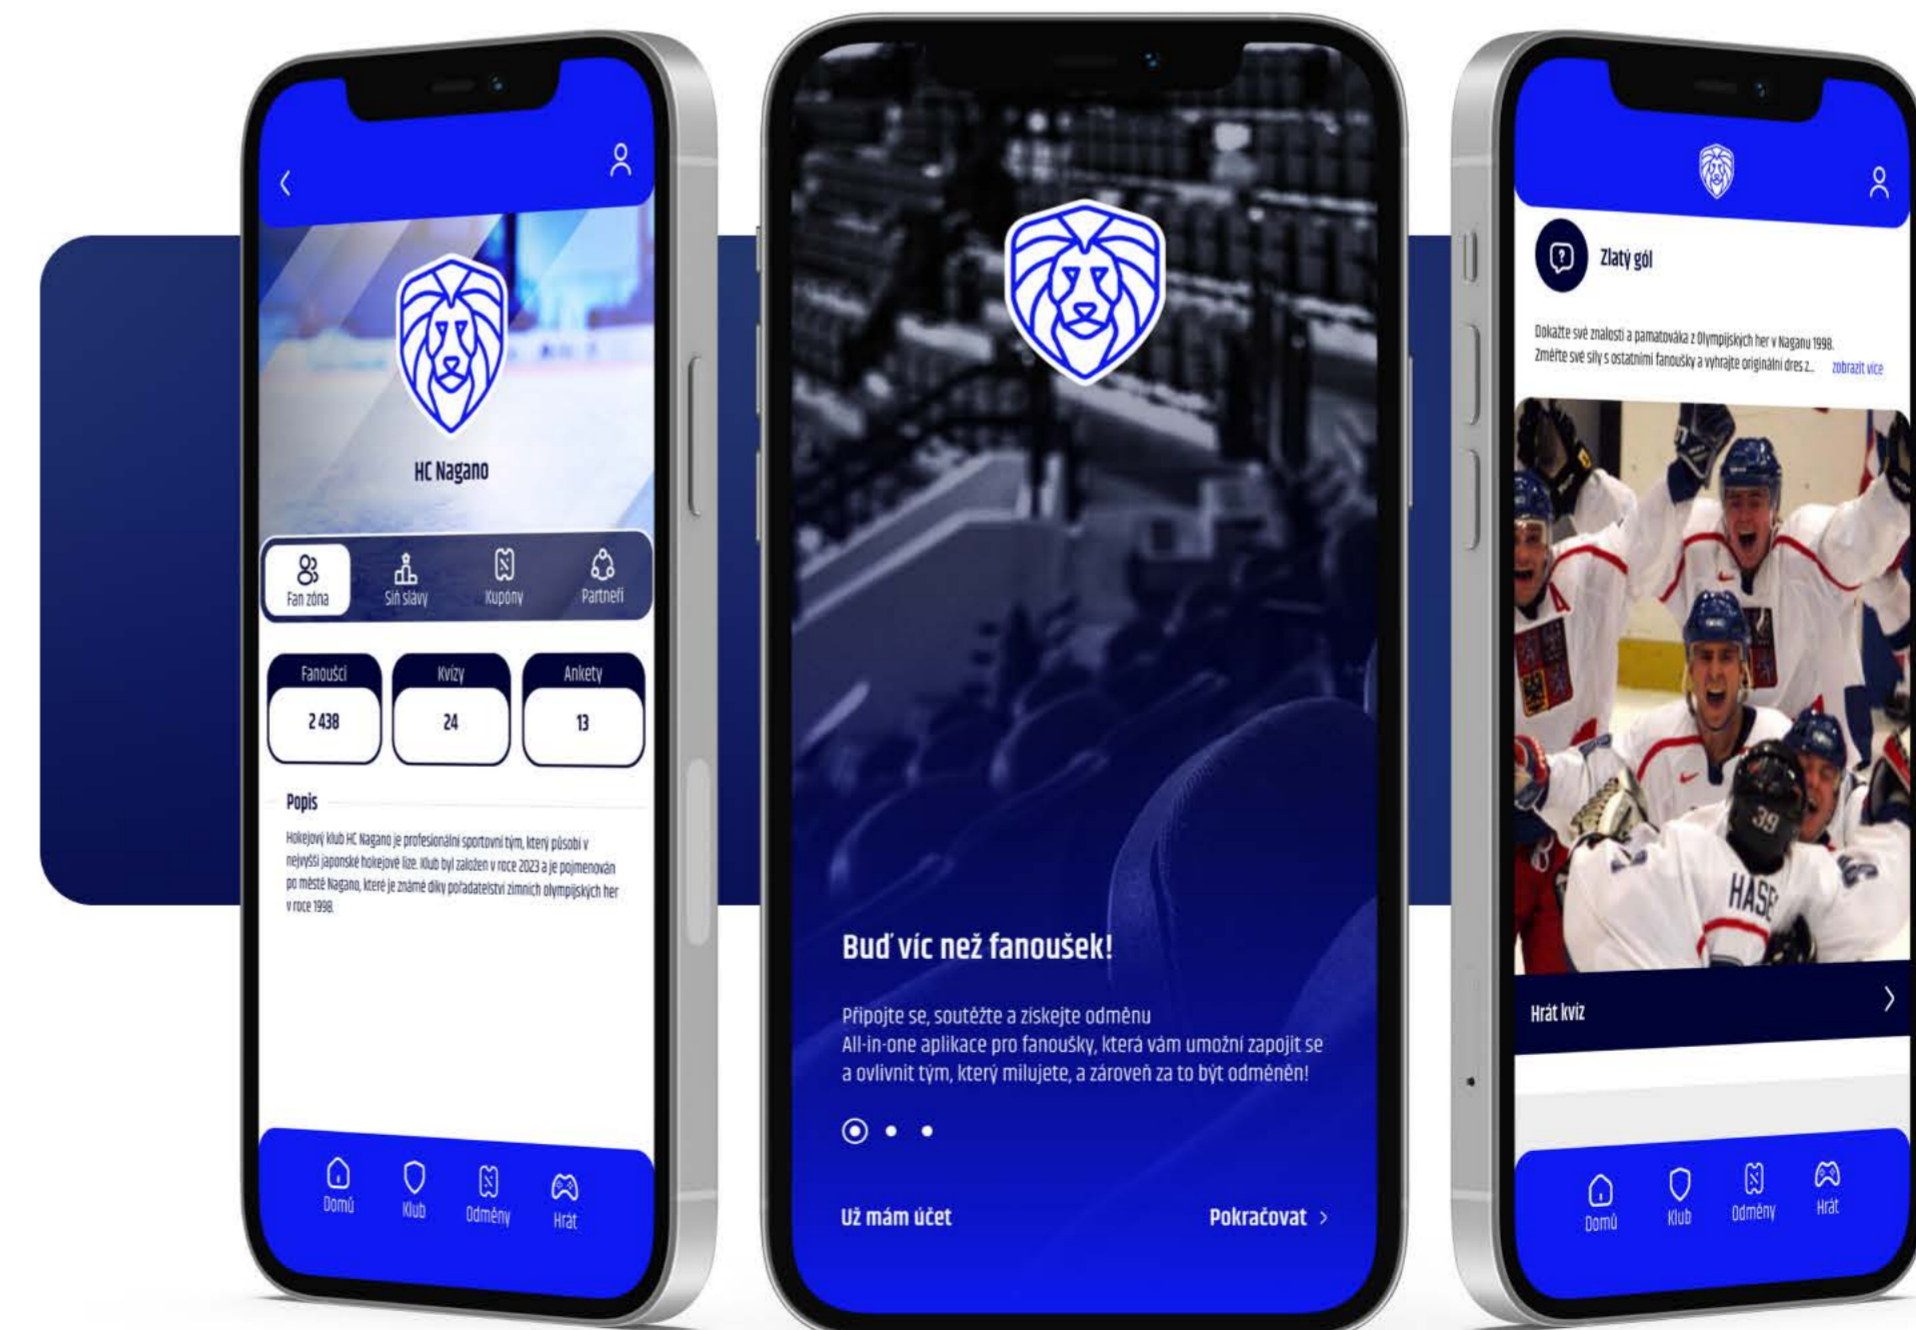 HC Nagano
Fan zóna
Síň slávy
Kupóny
Partneři
Fanoušci
Kvízy
Ankety
2 438
24
13
Popis
Hokejový klub HC Nagano je profesionální sportovní tým, který působí v
nejvyšší japonské hokejové lize. Klub byl založen v roce 2023 a je pojmenován
po městě Nagano, které je známé díky pořadatelství zimních olympijských her
v roce 1998.
Domů
Klub
Odměny
Hrát
Buď víc než fanoušek!
Připojte se, soutěžte a získejte odměnu
All-in-one aplikace pro fanoušky, která vám umožní zapojit se
a ovlivnit tým, který milujete, a zároveň za to být odměněn!
Už mám účet
Pokračovat >
Zlatý gól
Dokažte své znalosti a pamatováka z Olympijských her v Naganu 1998.
Změřte své síly s ostatními fanoušky a vyhrajte originální dres z... zobrazit více
39
HAŠE
Hrát kvíz
Domů
Klub
Odměny
Hrát